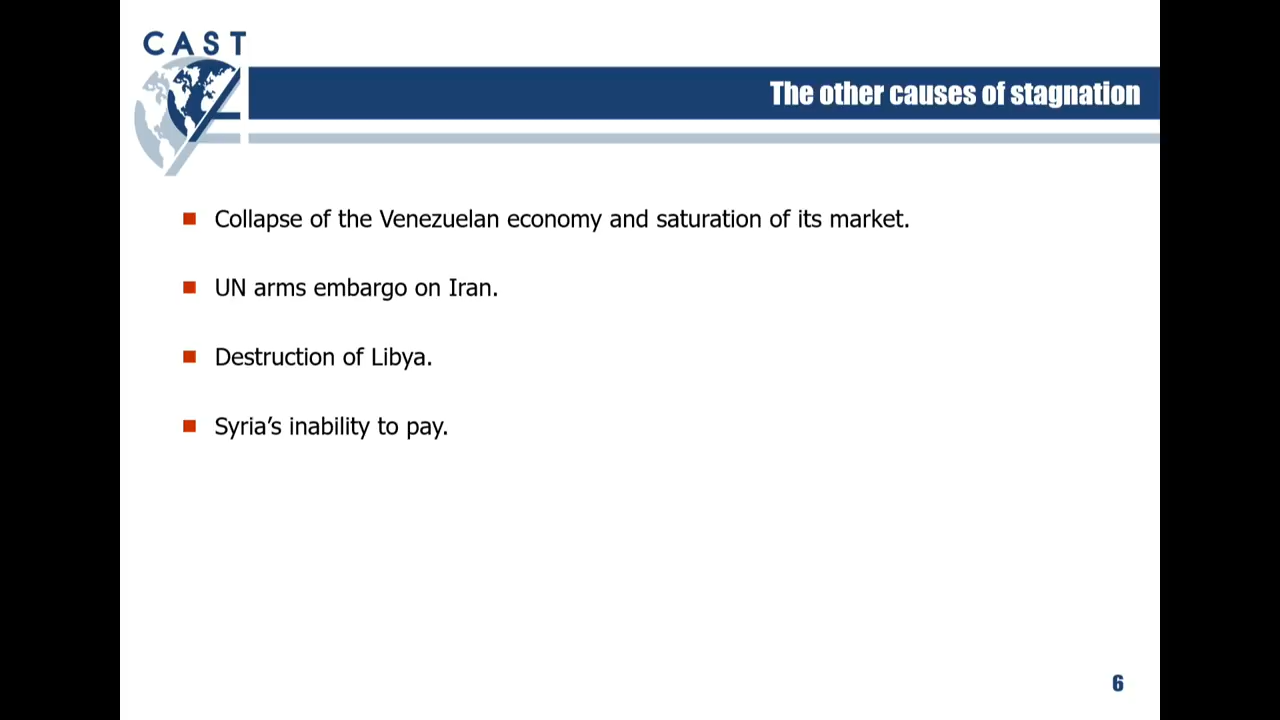 CAST
The other causes of stagnation
Collapse of the Venezuelan economy and saturation of its market.
UN arms embargo on Iran.
Destruction of Libya.
Syria’s inability to pay.
6